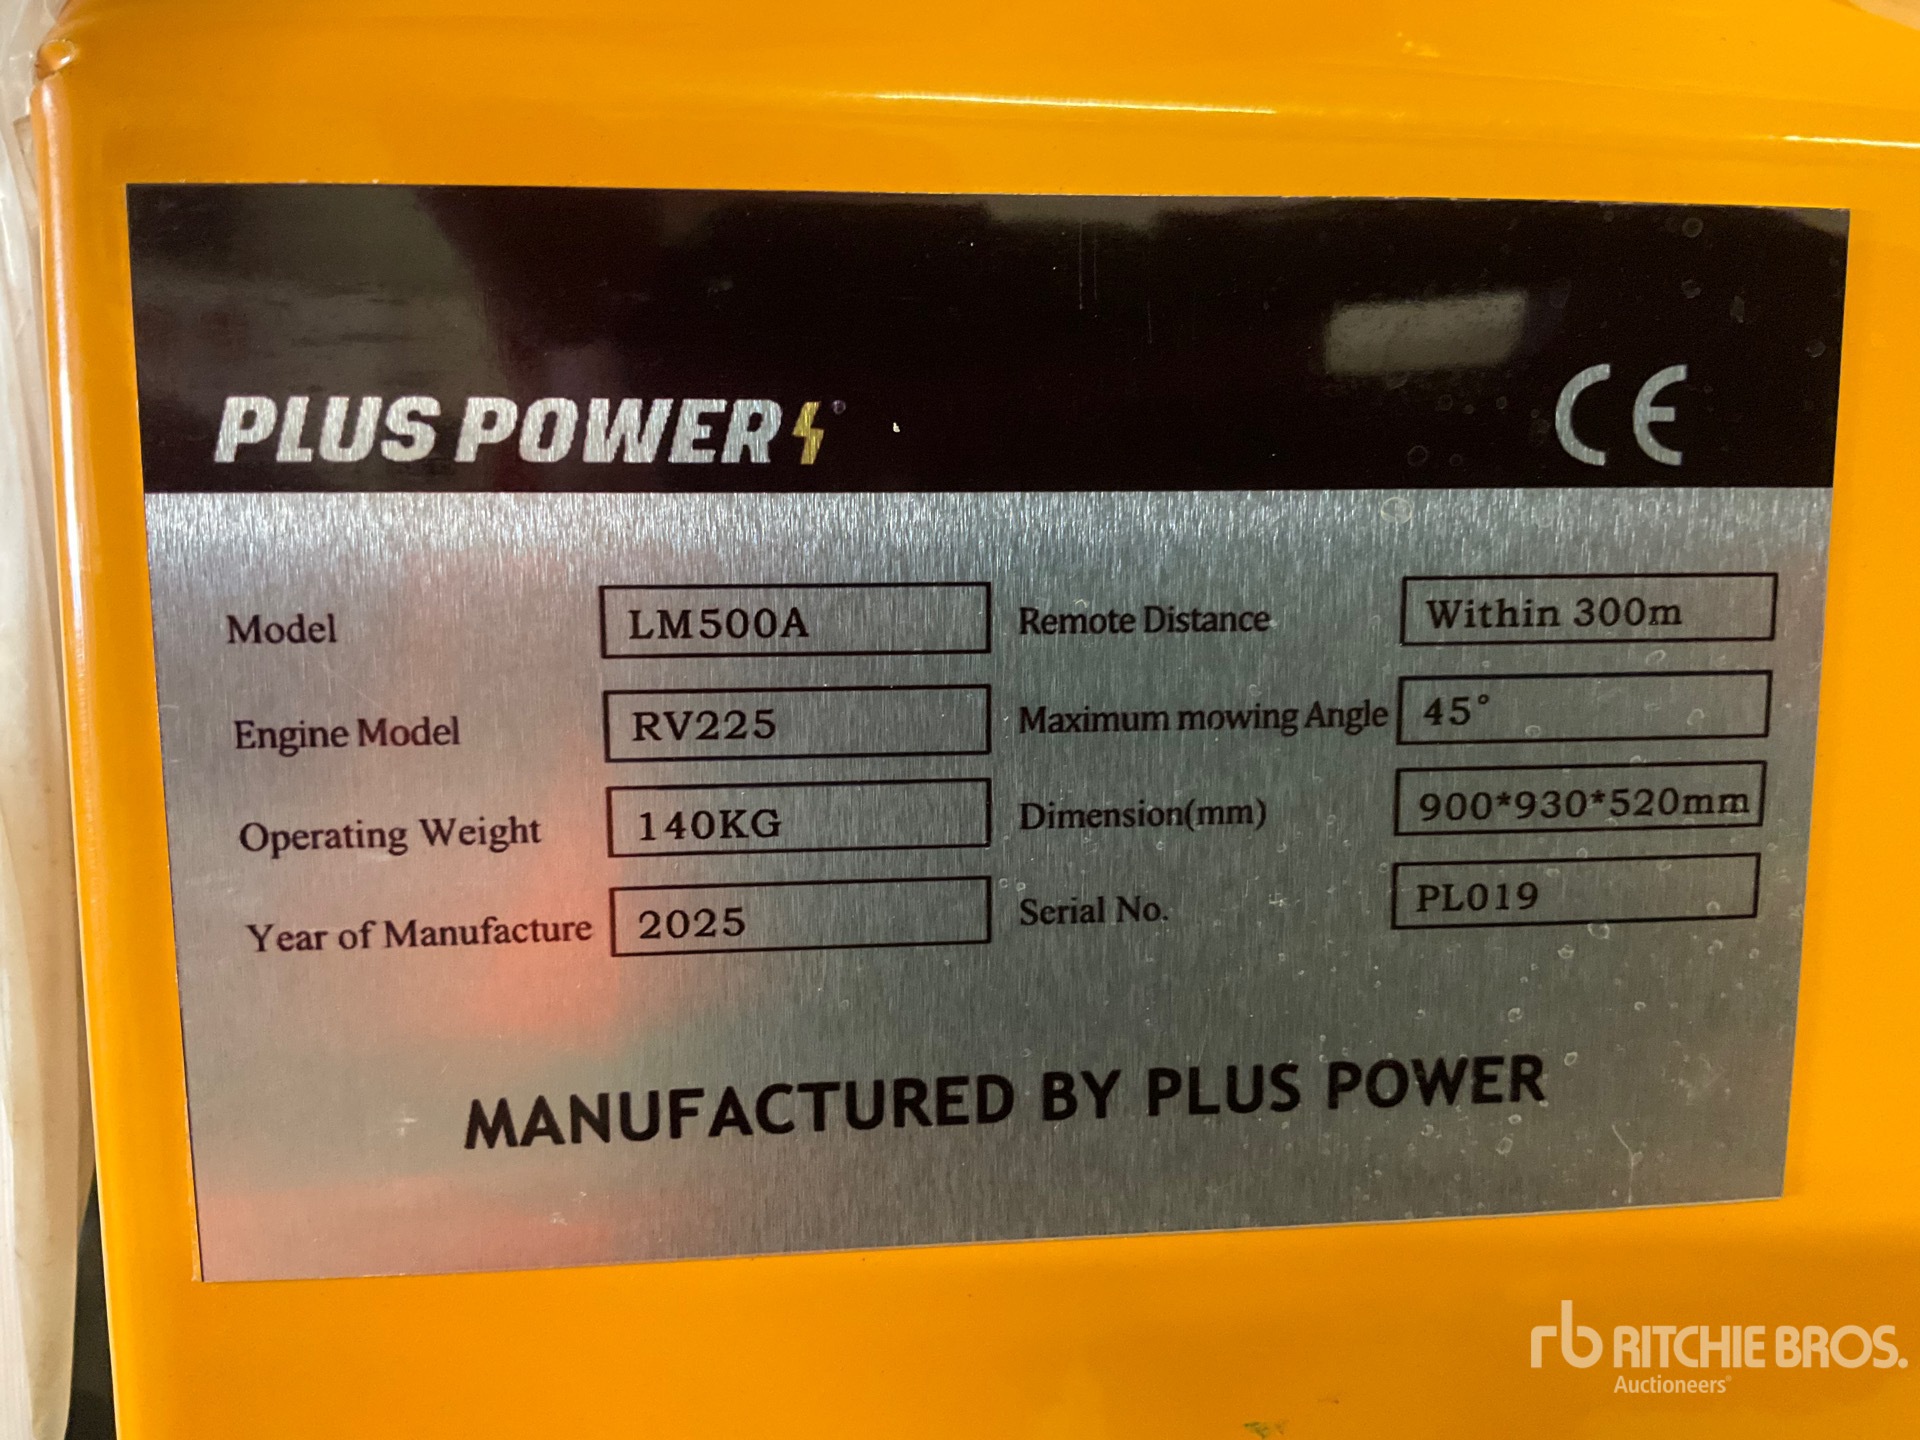 PLUS POWER
CE
Model LM500A Remote Distance Within 300m
Engine Model RV225 Maximum mowing Angle 45°
Operating Weight 140KG Dimension(mm) 900*930*520mm
Year of Manufacture 2025 Serial No. PL019
MANUFACTURED BY PLUS POWER
rb RITCHIE BROS.
Auctioneers